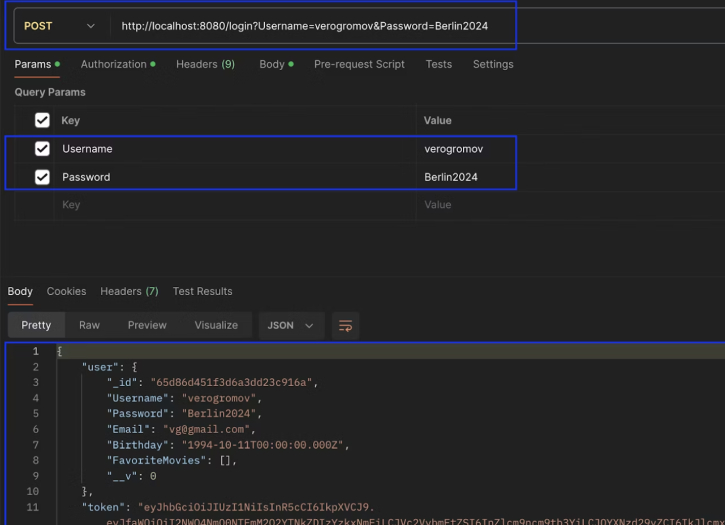 POST http://localhost:8080/login?Username=verogromov&Password=Berlin2024
Params Authorization Headers (9) Body Pre-request Script Tests Settings
Query Params
Key Value
Username verogromov
Password Berlin2024
Key Value
Body Cookies Headers (7) Test Results
Pretty Raw Preview Visualize JSON
1 {
2 "user": {
3 "_id": "65d86d451f3d6a3dd23c916a",
4 "Username": "verogromov",
5 "Password": "Berlin2024",
6 "Email": "vg@gmail.com",
7 "Birthday": "1994-10-11T00:00:00.000Z",
8 "FavoriteMovies": [],
9 "__v": 0
10 },
11 "token": "eyJhbGciOiJIUzI1NiIsInR5cCI6IkpXVCJ9.